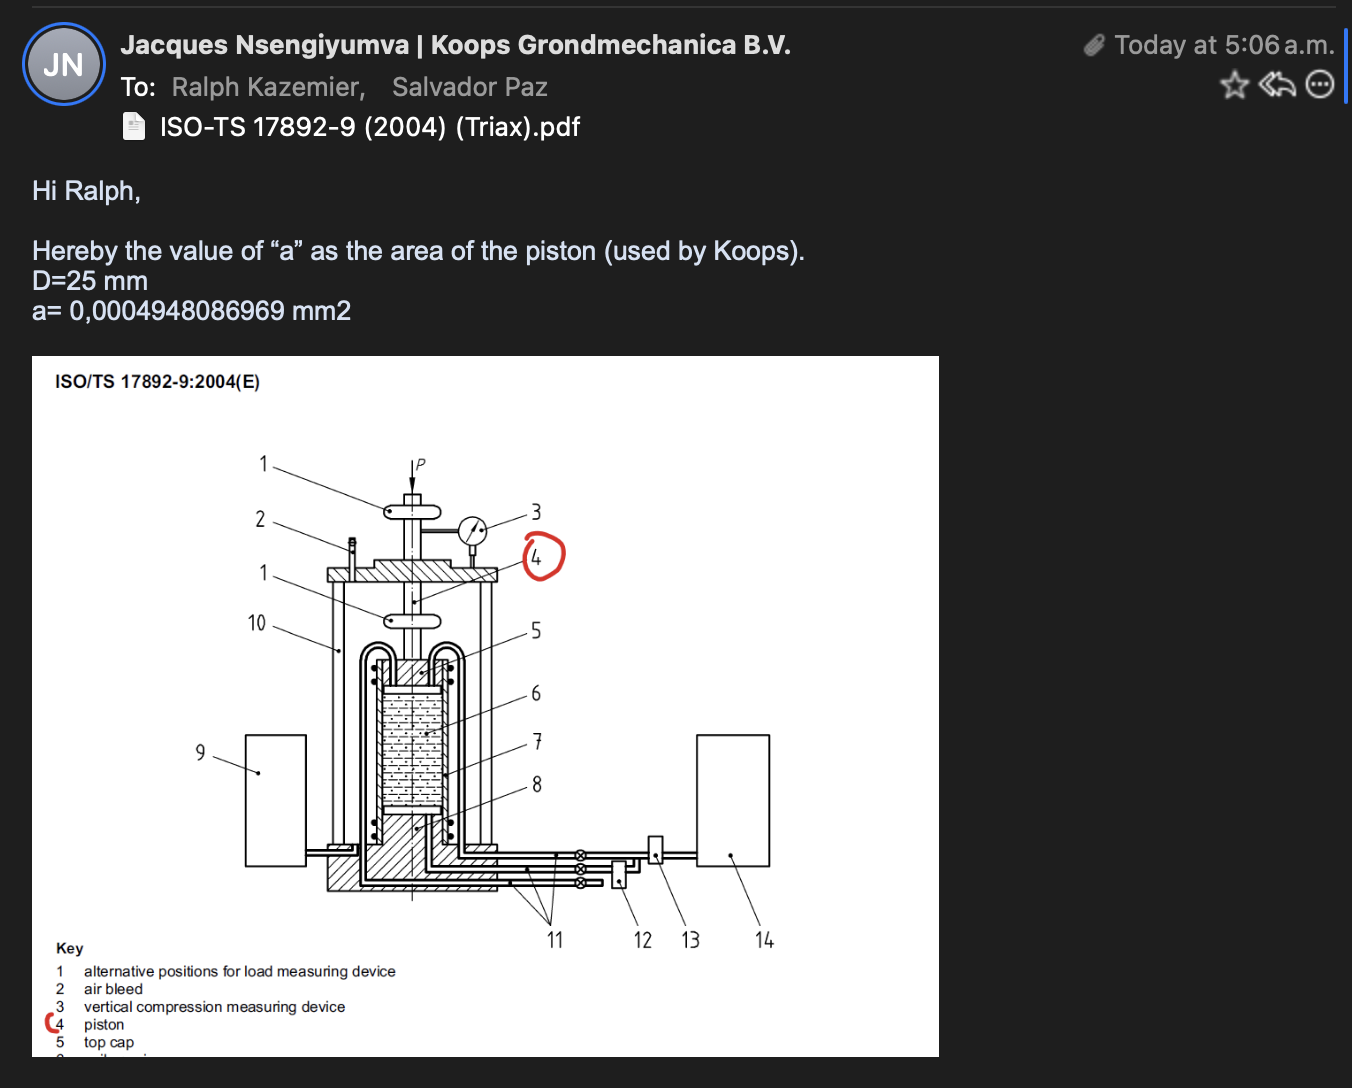 JN
Jacques Nsengiyumva | Koops Grondmechanica B.V.
Today at 5:06 a.m.
To: Ralph Kazemier, Salvador Paz
ISO-TS 17892-9 (2004) (Triax).pdf
Hi Ralph,
Hereby the value of “a” as the area of the piston (used by Koops).
D=25 mm
a= 0,0004948086969 mm2
ISO/TS 17892-9:2004(E)
P
1
2
3
4
1
10
5
6
7
9
8
11
12
13
14
Key
1 alternative positions for load measuring device
2 air bleed
3 vertical compression measuring device
4 piston
5 top cap